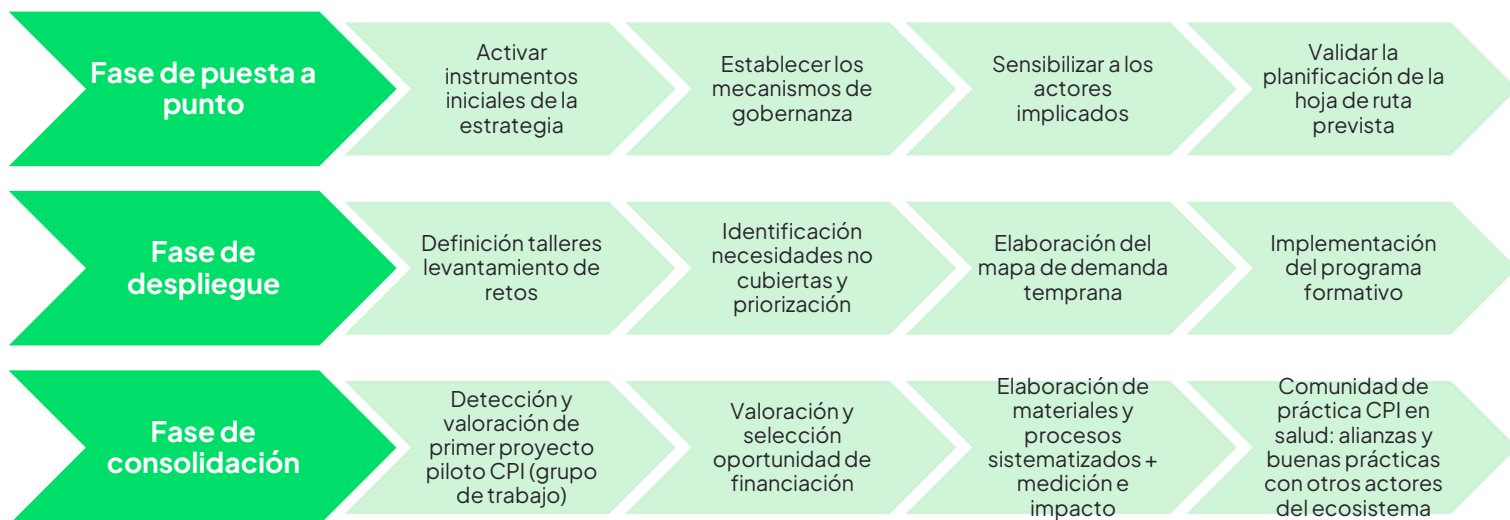 Fase de puesta a
punto
Activar
instrumentos
iniciales de la
estrategia
Establecer los
mecanismos de
gobernanza
Sensibilizar a los
actores
implicados
Validar la
planificación de la
hoja de ruta
prevista
Fase de
despliegue
Definición talleres
levantamiento de
retos
Identificación
necesidades no
cubiertas y
priorización
Elaboración del
mapa de demanda
temprana
Implementación
del programa
formativo
Fase de
consolidación
Detección y
valoración de
primer proyecto
piloto CPI (grupo
de trabajo)
Valoración y
selección
oportunidad de
financiación
Elaboración de
materiales y
procesos
sistematizados +
medición e
impacto
Comunidad de
práctica CPI en
salud: alianzas y
buenas prácticas
con otros actores
del ecosistema